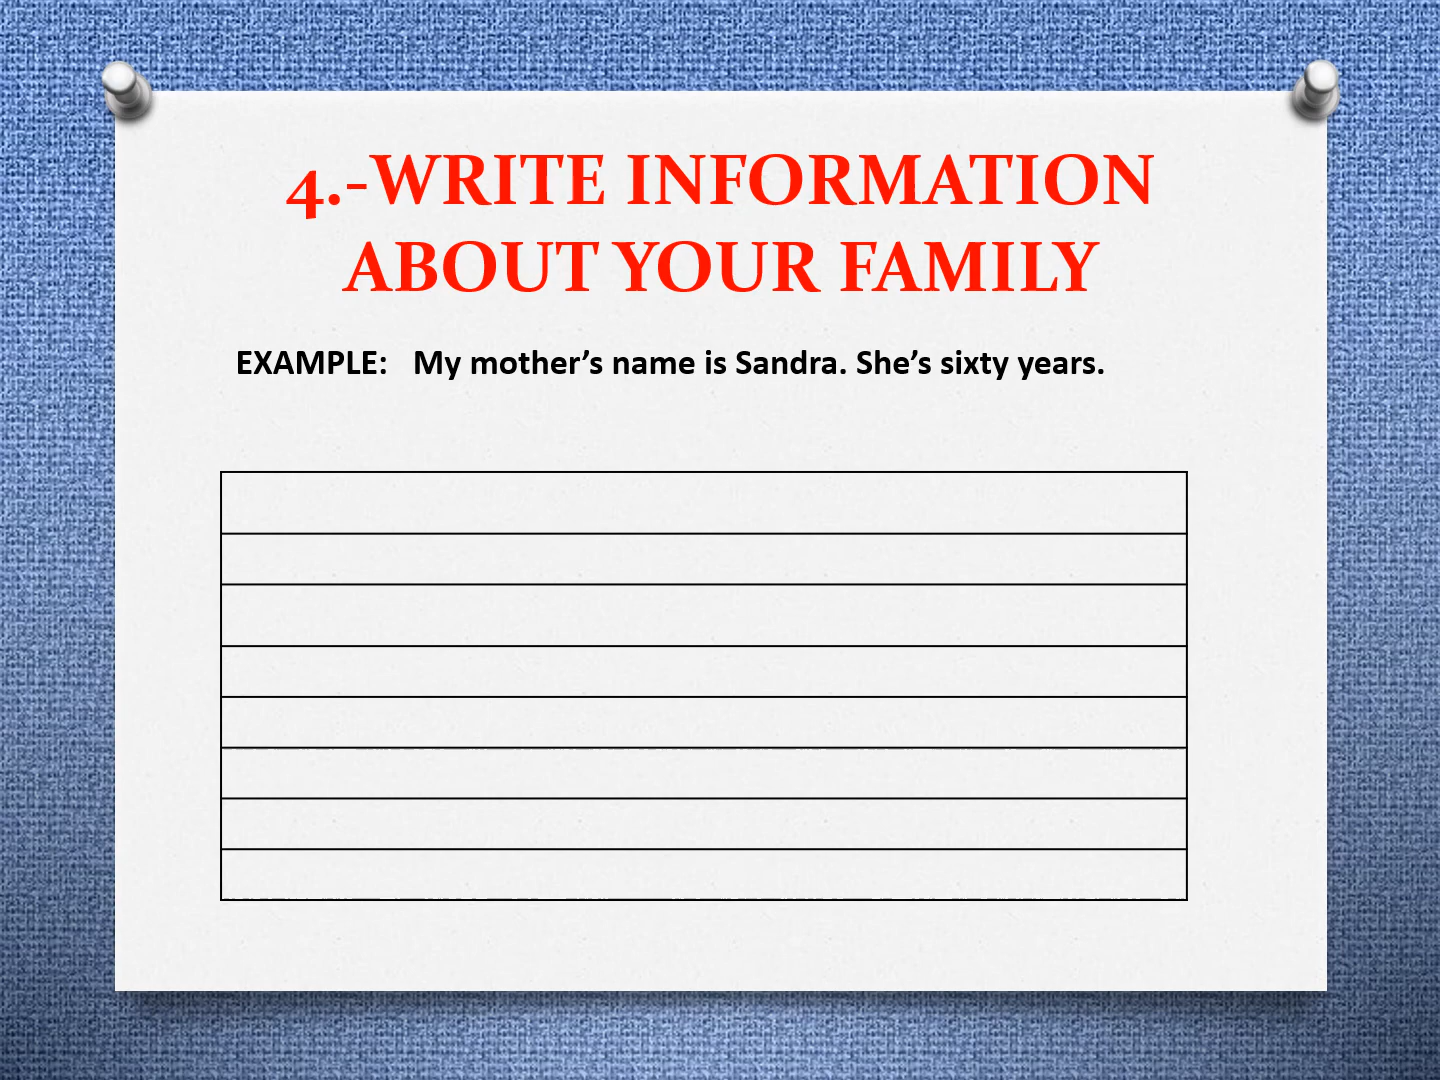 4.-WRITE INFORMATION
ABOUT YOUR FAMILY
EXAMPLE:   My mother’s name is Sandra. She’s sixty years.